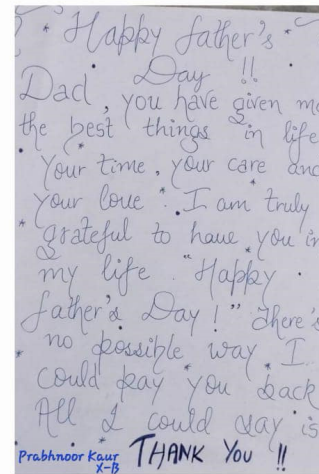 Happy father's
Day !!
Dad, you have given me
the best things in life
your time, your care and
your love. I am truly
grateful to have you in
my life. "Happy
father's Day!" There's
no possible way I
could pay you back
All I could say is
THANK YOU !!
Prabhnoor Kaur
X-B